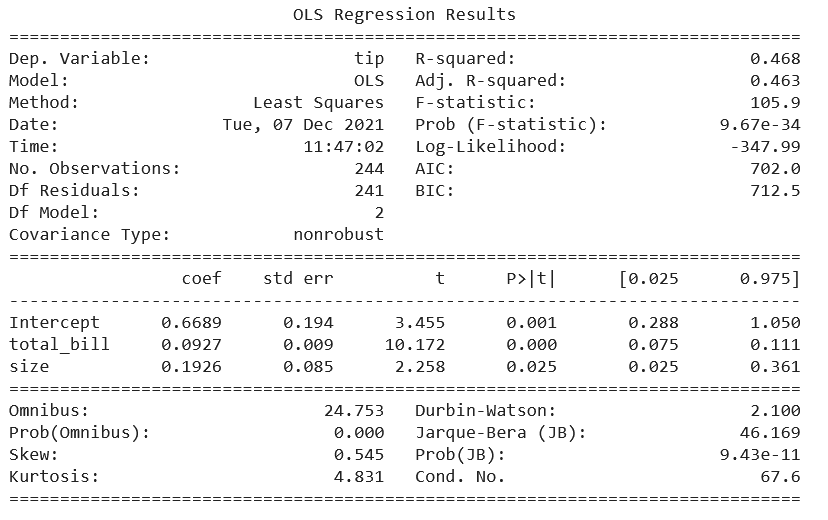 OLS Regression Results
==============================================================================
Dep. Variable:                    tip   R-squared:                       0.468
Model:                            OLS   Adj. R-squared:                  0.463
Method:                 Least Squares   F-statistic:                     105.9
Date:                Tue, 07 Dec 2021   Prob (F-statistic):           9.67e-34
Time:                        11:47:02   Log-Likelihood:                -347.99
No. Observations:                 244   AIC:                             702.0
Df Residuals:                     241   BIC:                             712.5
Df Model:                           2
Covariance Type:            nonrobust
==============================================================================
                 coef    std err          t      P>|t|      [0.025      0.975]
------------------------------------------------------------------------------
Intercept      0.6689      0.194      3.455      0.001       0.288       1.050
total_bill     0.0927      0.009     10.172      0.000       0.075       0.111
size           0.1926      0.085      2.258      0.025       0.025       0.361
==============================================================================
Omnibus:                       24.753   Durbin-Watson:                   2.100
Prob(Omnibus):                  0.000   Jarque-Bera (JB):               46.169
Skew:                           0.545   Prob(JB):                     9.43e-11
Kurtosis:                       4.831   Cond. No.                         67.6
==============================================================================